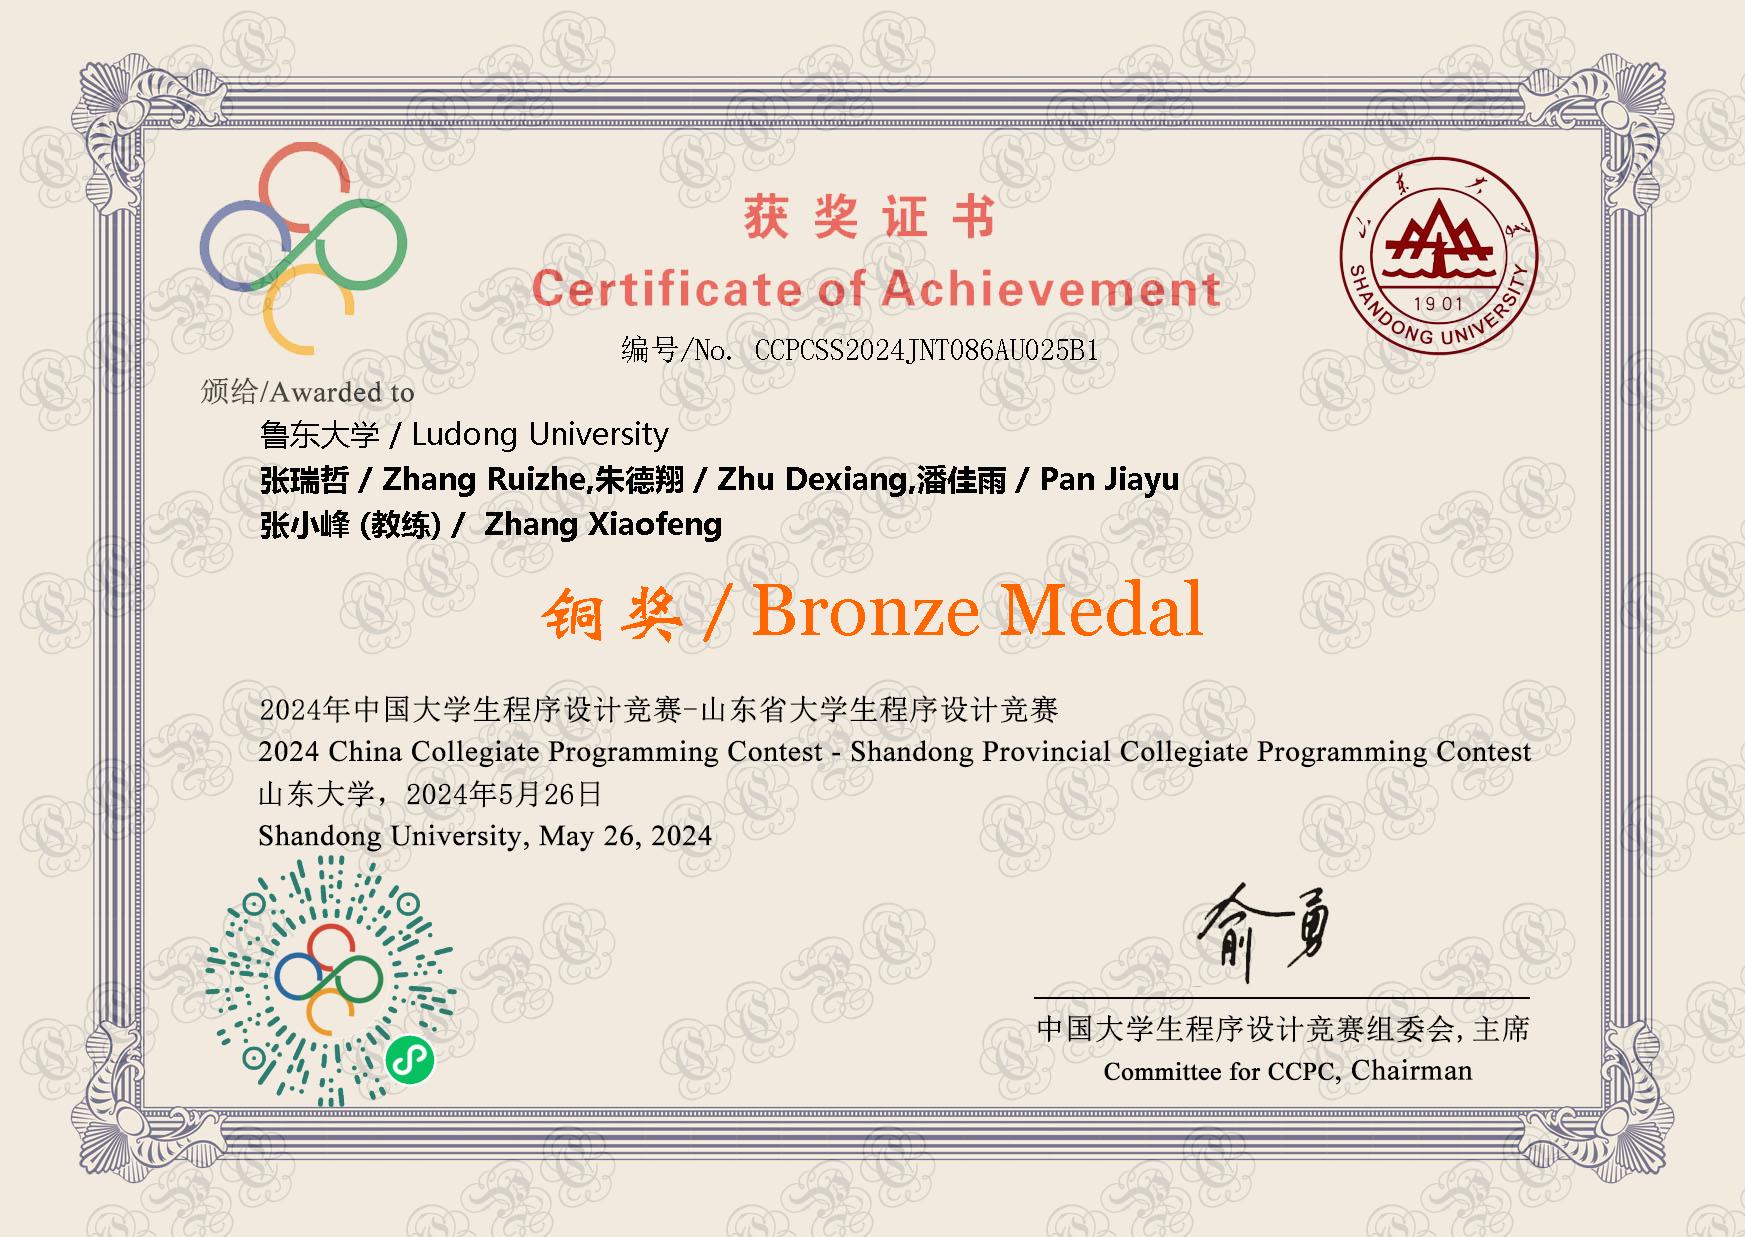 获奖证书
Certificate of Achievement
编号/No. CCPCSS2024JNT086AU025B1
山东大学
SHANDONG UNIVERSITY
1901
颁给/Awarded to
鲁东大学 / Ludong University
张瑞哲 / Zhang Ruizhe,朱德翔 / Zhu Dexiang,潘佳雨 / Pan Jiayu
张小峰 (教练) / Zhang Xiaofeng
铜奖 / Bronze Medal
2024年中国大学生程序设计竞赛-山东省大学生程序设计竞赛
2024 China Collegiate Programming Contest - Shandong Provincial Collegiate Programming Contest
山东大学，2024年5月26日
Shandong University, May 26, 2024
俞勇
中国大学生程序设计竞赛组委会, 主席
Committee for CCPC, Chairman